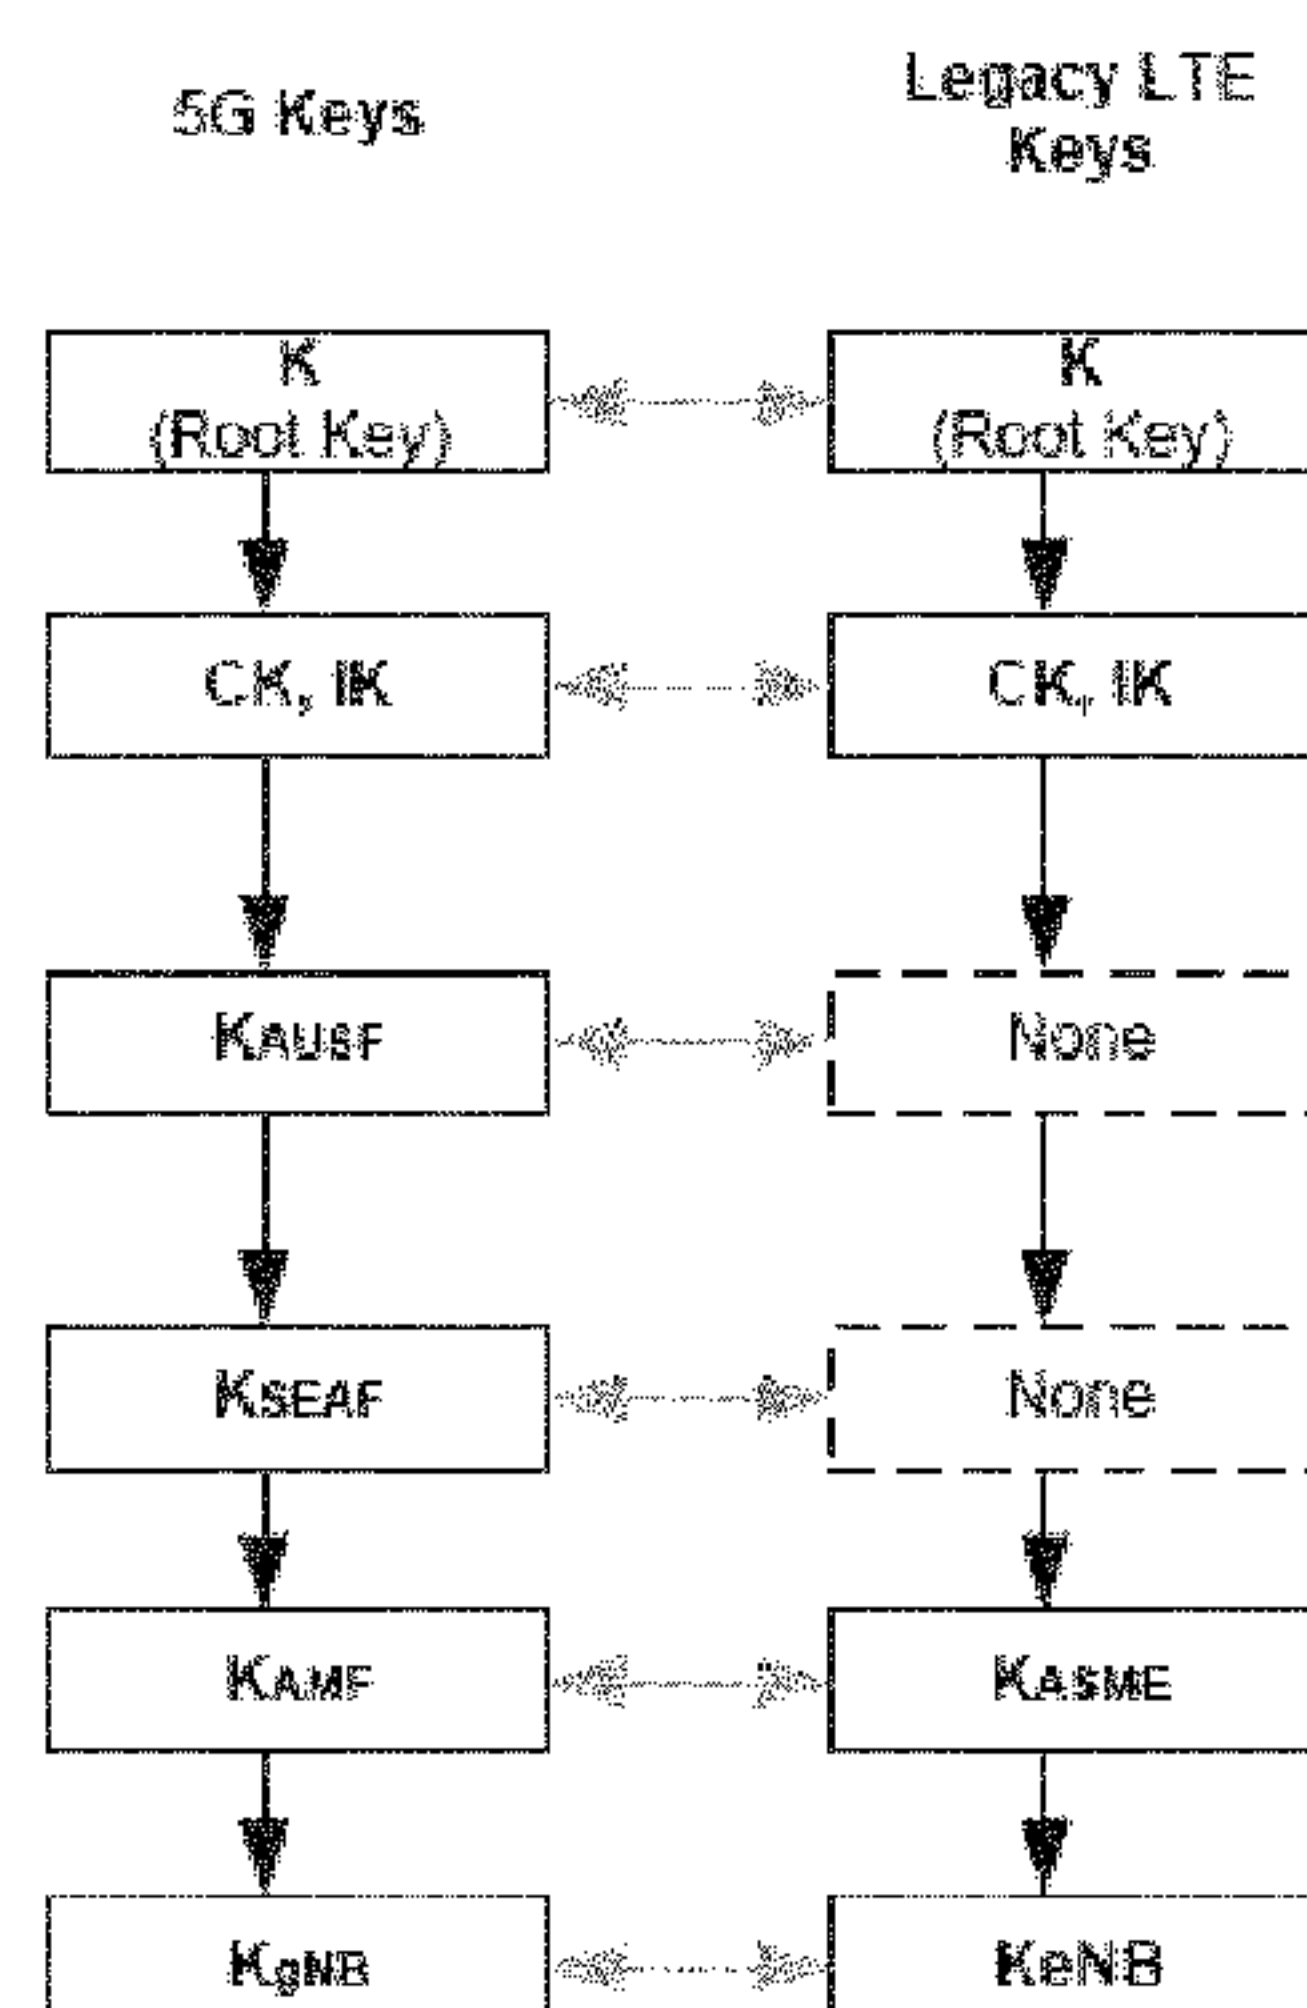 5G Keys
Legacy LTE
Keys
K
(Root Key)
K
(Root Key)
CK, IK
CK, IK
KAUSF
None
KSEAF
None
KAMF
KASME
KgNB
KeNB